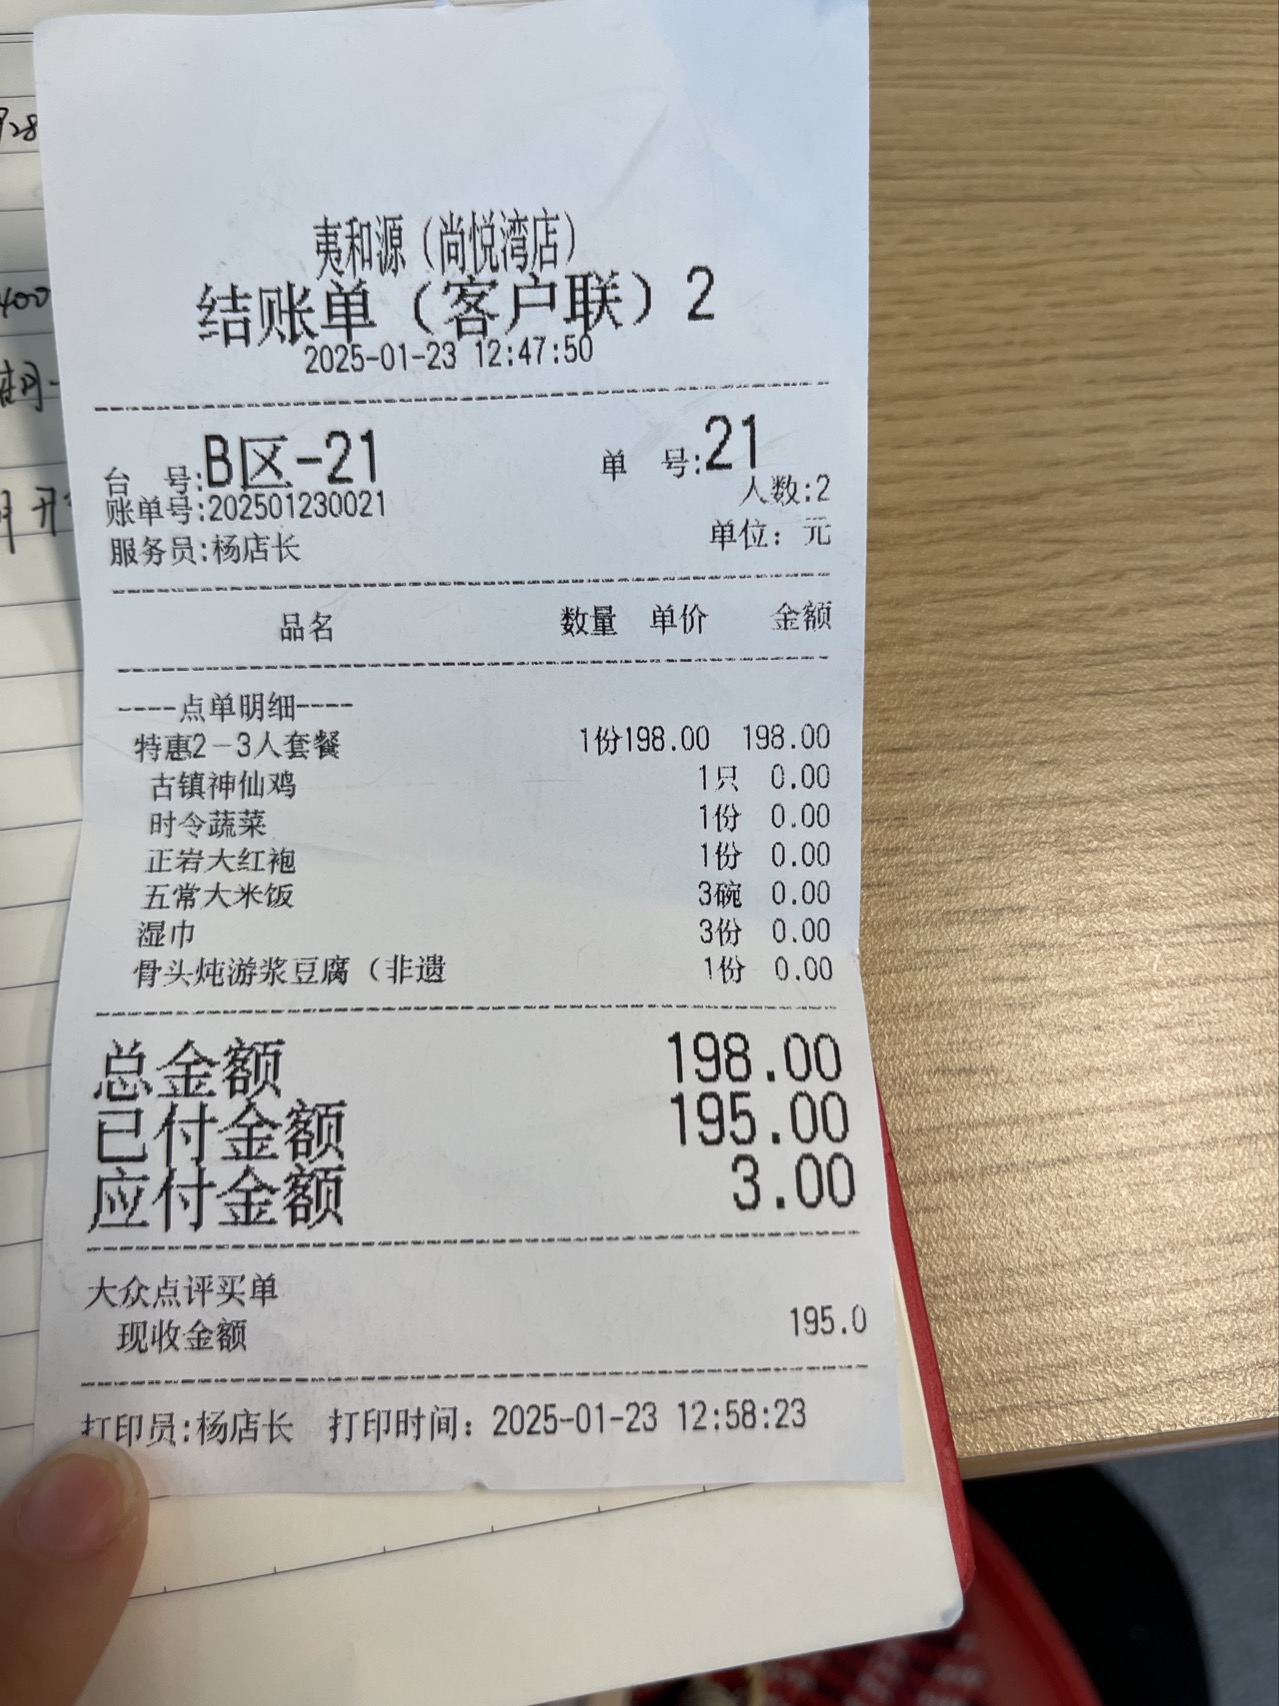 夷和源（尚悦湾店）
结账单（客户联）2
2025-01-23 12:47:50
台 号:B区-21 单 号:21
人数:2
账单号:202501230021
单位：元
服务员:杨店长
品名 数量 单价 金额
----点单明细----
特惠2-3人套餐 1份198.00 198.00
古镇神仙鸡 1只 0.00
时令蔬菜 1份 0.00
正岩大红袍 1份 0.00
五常大米饭 3碗 0.00
湿巾 3份 0.00
骨头炖游浆豆腐（非遗 1份 0.00
总金额 198.00
已付金额 195.00
应付金额 3.00
大众点评买单
现收金额 195.0
打印员:杨店长 打印时间：2025-01-23 12:58:23
400